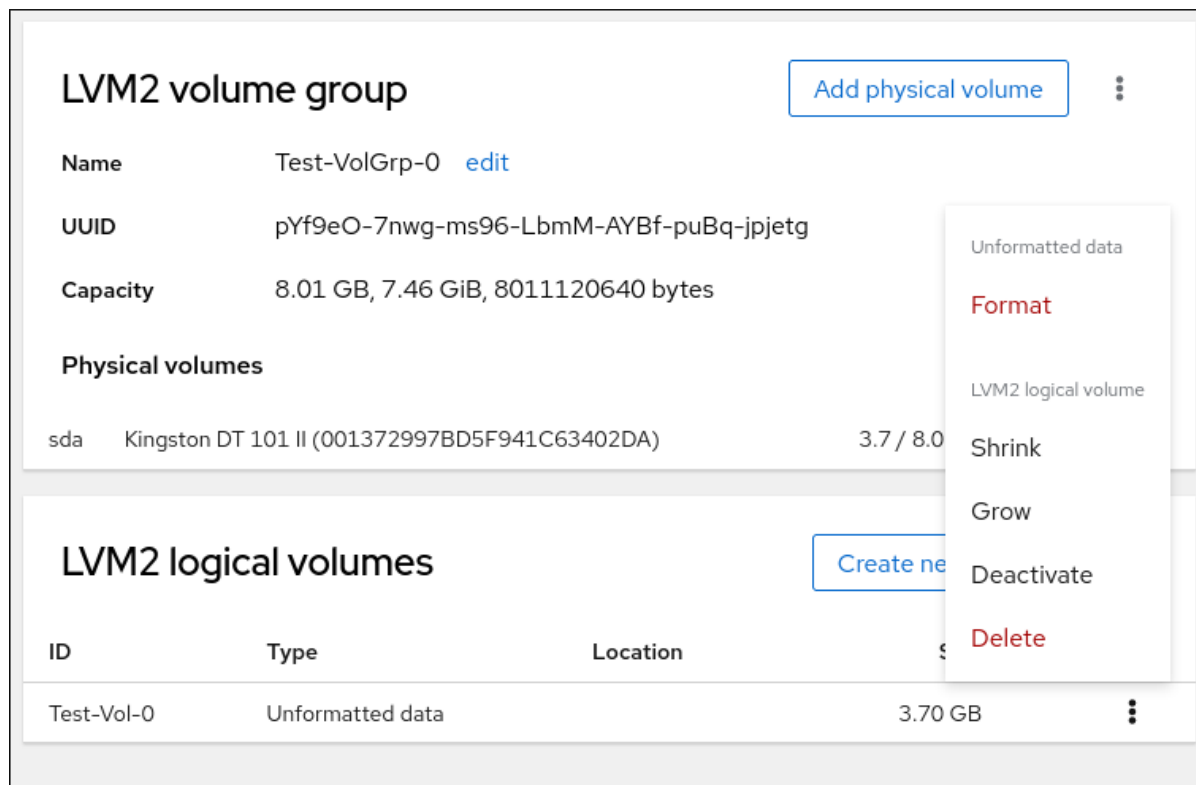 LVM2 volume group
Add physical volume
Name Test-VolGrp-0 edit
UUID pYf9eO-7nwg-ms96-LbmM-AYBf-puBq-jpjetg
Capacity 8.01 GB, 7.46 GiB, 8011120640 bytes
Physical volumes
sda Kingston DT 101 II (001372997BD5F941C63402DA) 3.7 / 8.0
Unformatted data
Format
LVM2 logical volume
Shrink
Grow
Deactivate
Delete
LVM2 logical volumes
Create ne
ID Type Location
Test-Vol-0 Unformatted data 3.70 GB